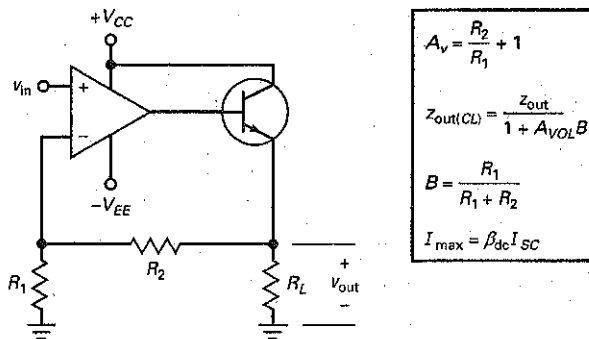 +V_CC
v_in
+
−
−V_EE
R_1
R_2
R_L
+
v_out
−
A_v = R_2/R_1 + 1
z_out(CL) = z_out/(1 + A_VOL B)
B = R_1/(R_1 + R_2)
I_max = β_dc I_SC